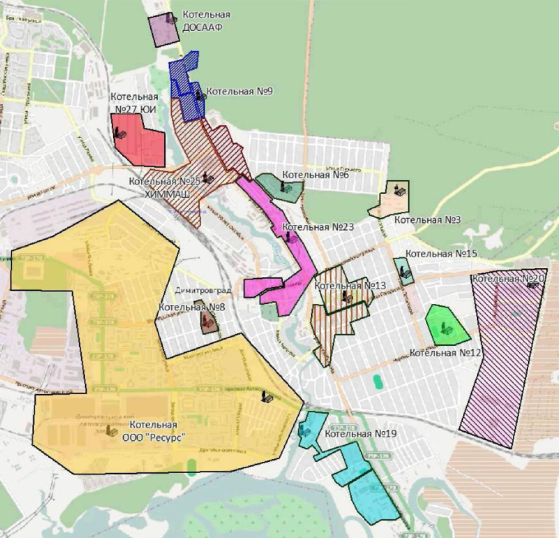 Котельная
ДОСААФ
Котельная №9
Котельная
№27 ЮИ
Котельная №25
ХИММАШ
Котельная №6
Котельная №3
Котельная №23
Котельная №15
Котельная №20
Димитровград
Котельная №13
Котельная №8
Котельная №12
Котельная
ООО "Ресурс"
Котельная №19